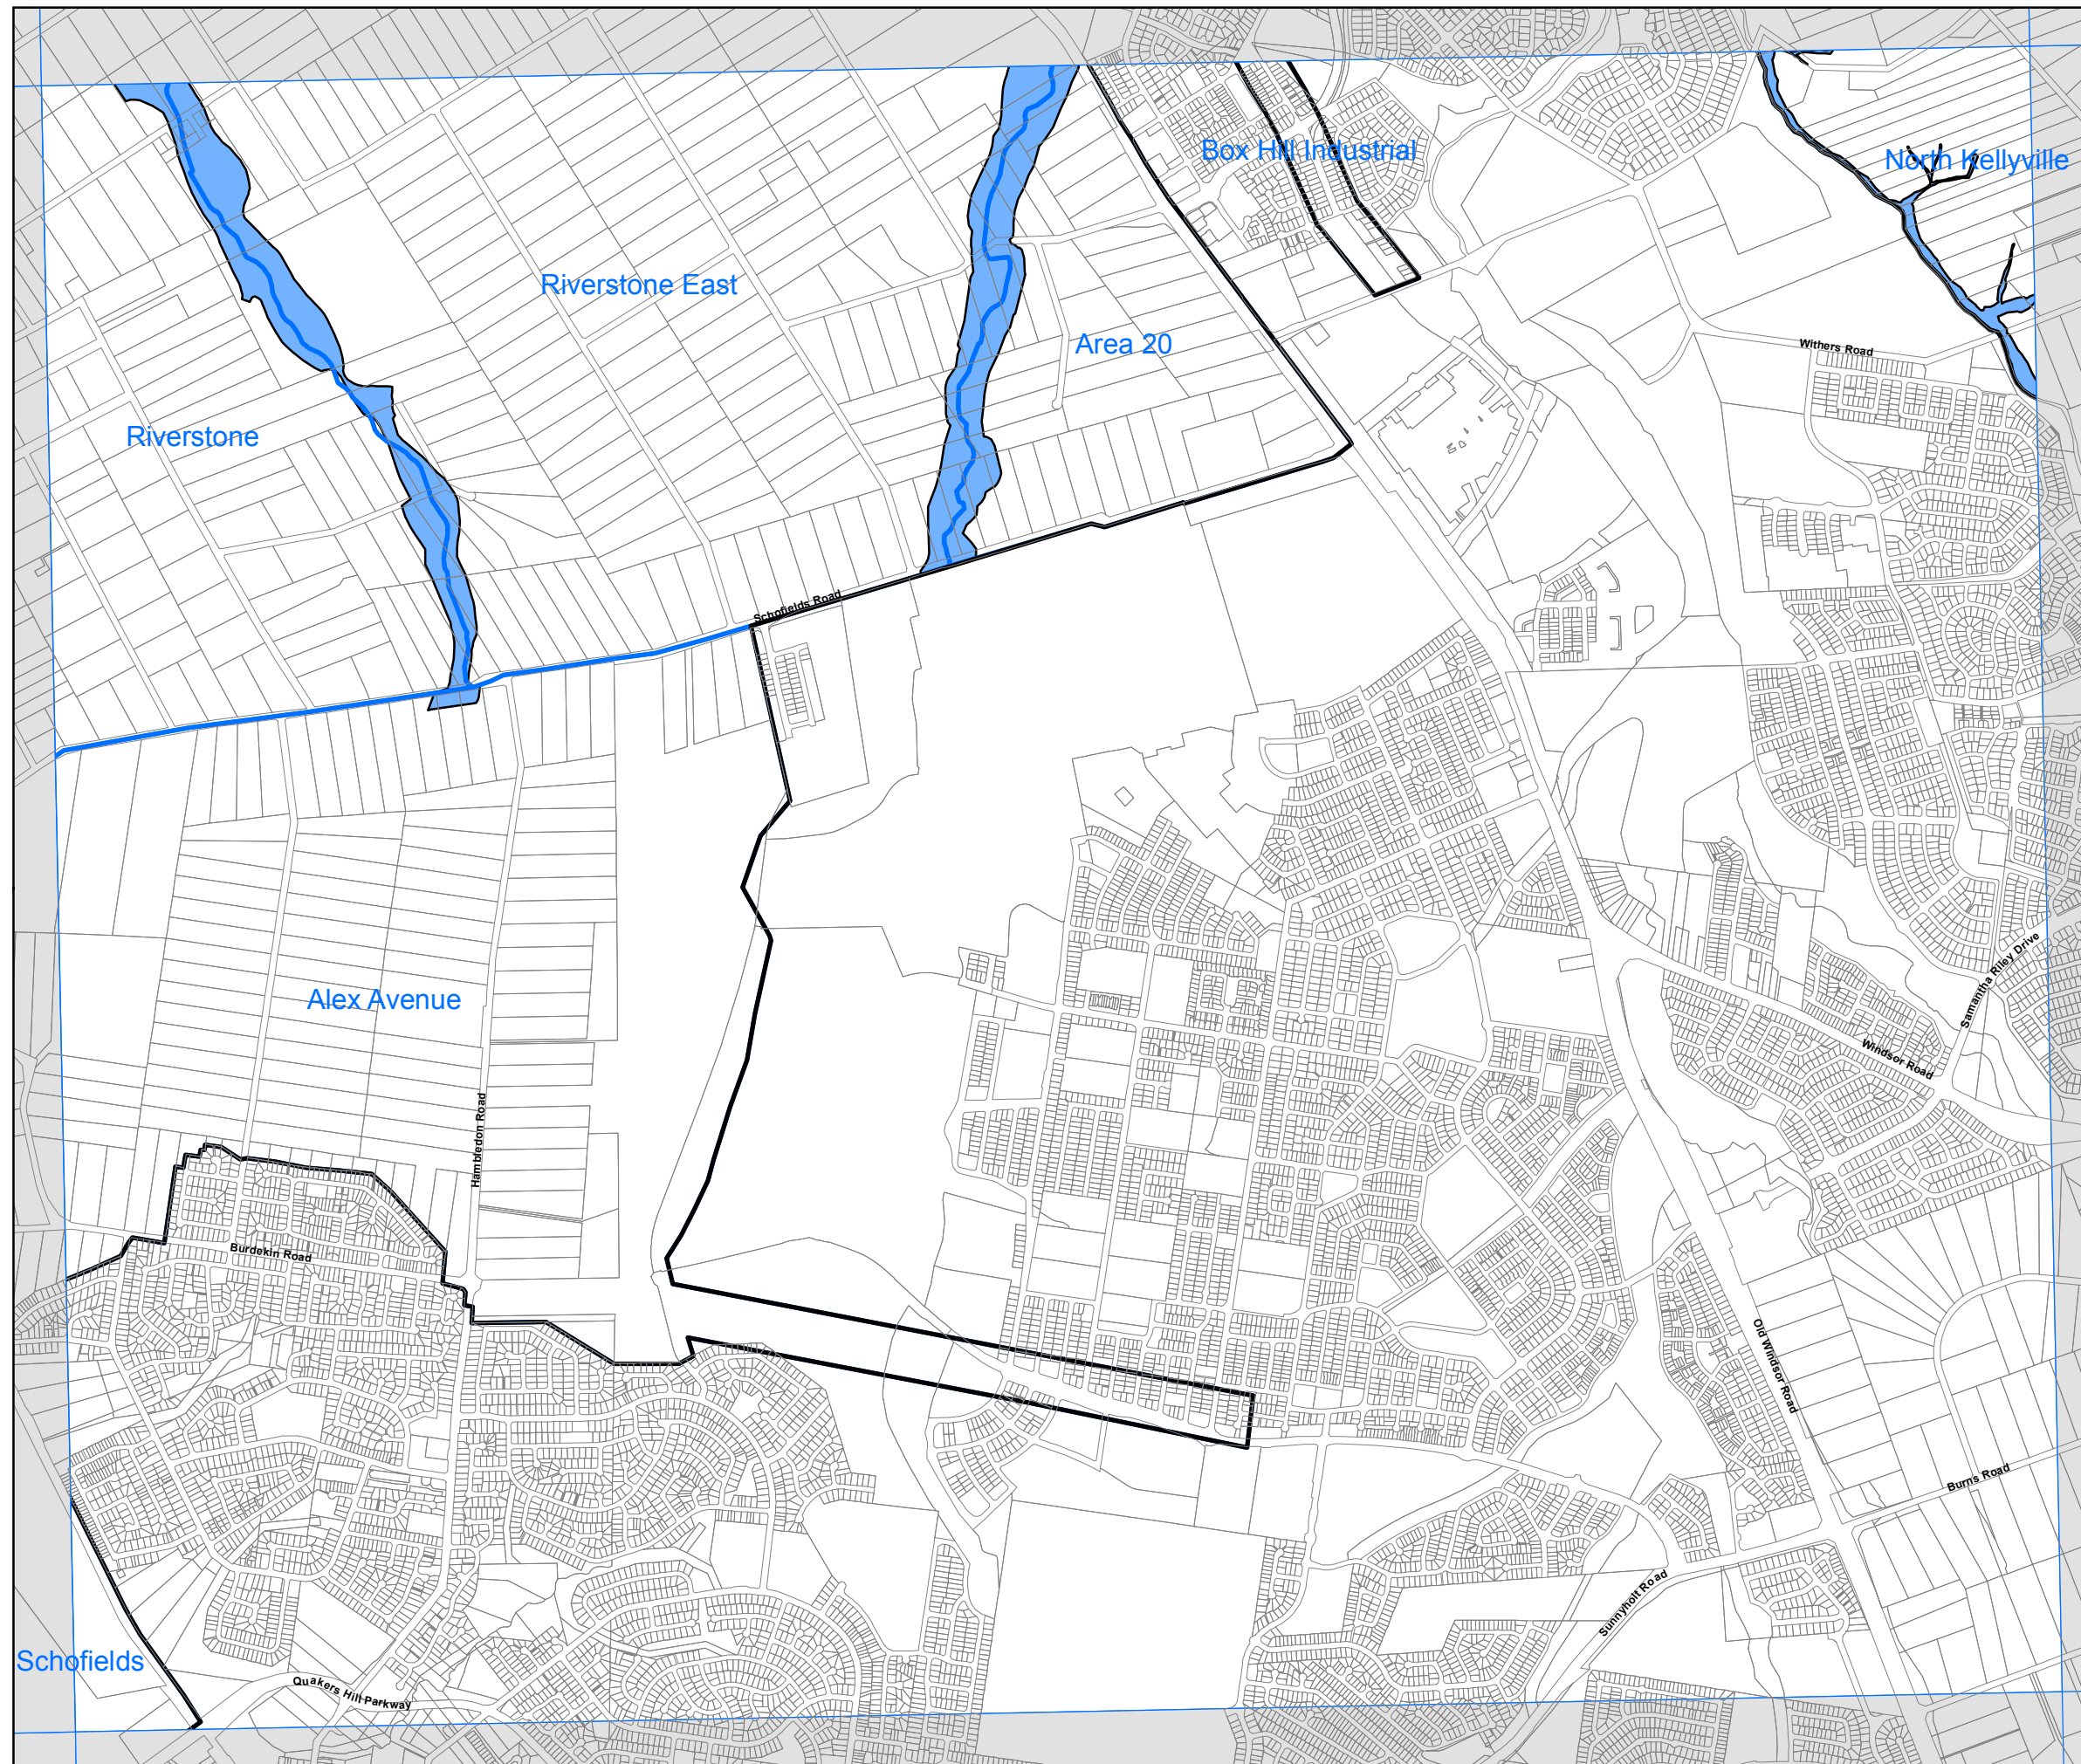 Box Hill Industrial
North Kellyville
Riverstone East
Area 20
Withers Road
Riverstone
Schofields Road
Samantha Riley Drive
Alex Avenue
Windsor Road
Hambledon Road
Burdekin Road
Old Windsor Road
Burns Road
Sunnyholt Road
Schofields
Quakers Hill Parkway